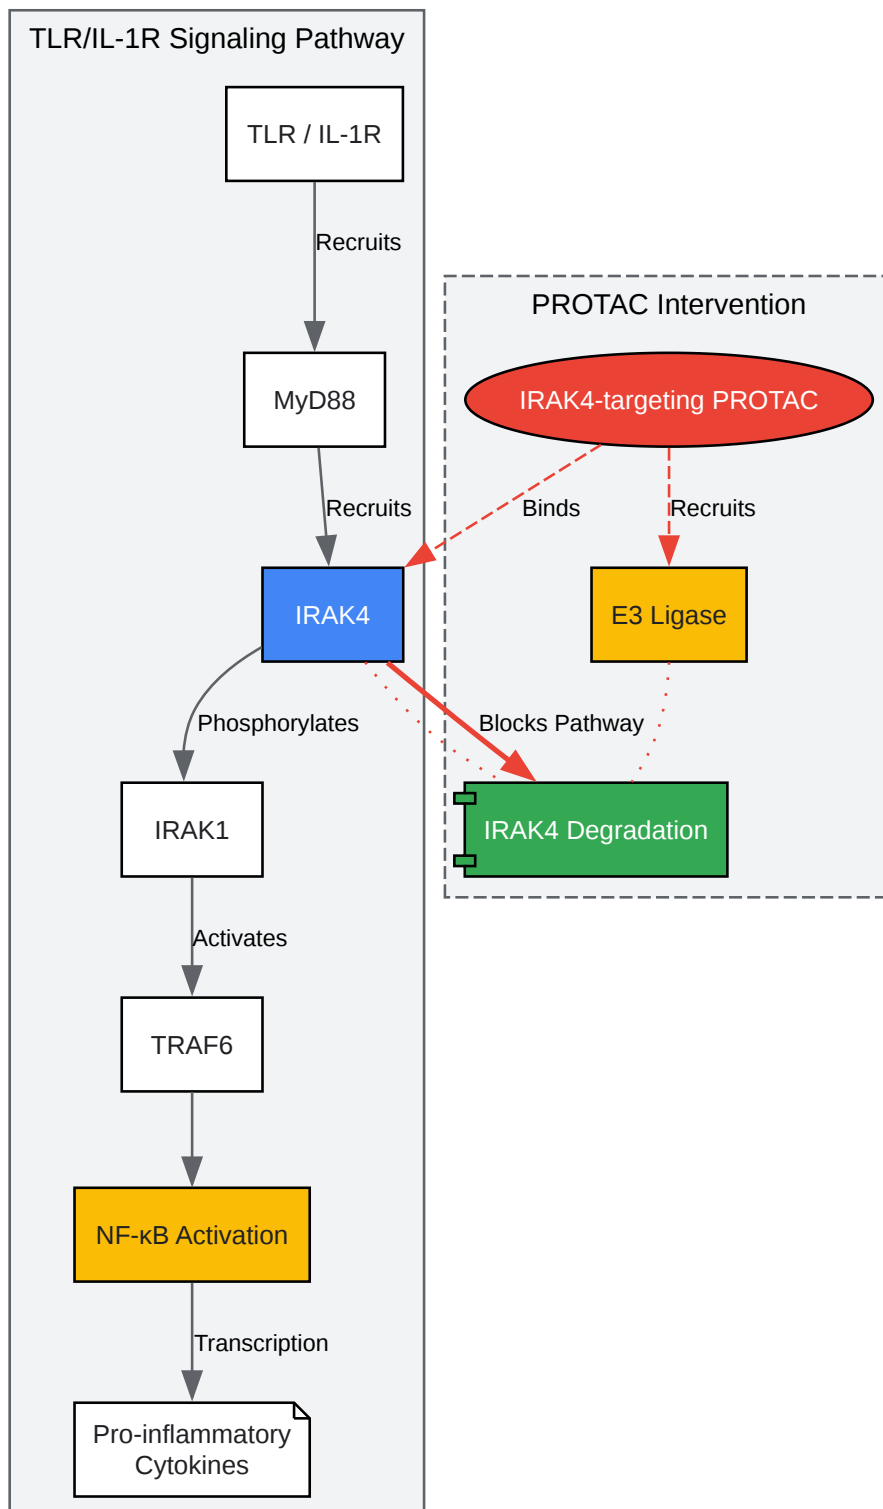 TLR/IL-1R Signaling Pathway
TLR / IL-1R
Recruits
PROTAC Intervention
MyD88
IRAK4-targeting PROTAC
Recruits
Binds
Recruits
IRAK4
E3 Ligase
Phosphorylates
Blocks Pathway
IRAK1
IRAK4 Degradation
Activates
TRAF6
NF-κB Activation
Transcription
Pro-inflammatory
Cytokines